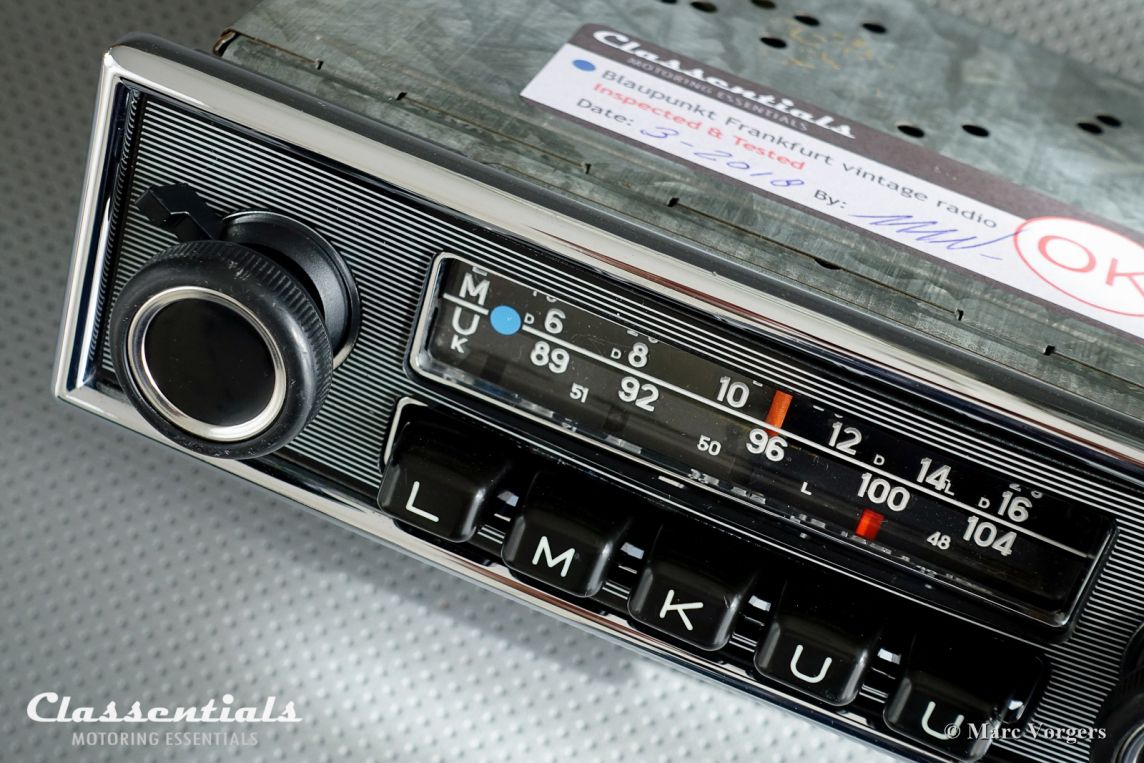 Classentials
MOTORING ESSENTIALS
Blaupunkt Frankfurt vintage radio
Inspected & Tested
Date: 3-2018 By:
OK
M 6 8 10 12 14 16
D D D L D
U 89 92 96 100 104
K 51 50 L 48
L M K U U
Classentials
MOTORING ESSENTIALS
© Marc Vorgers